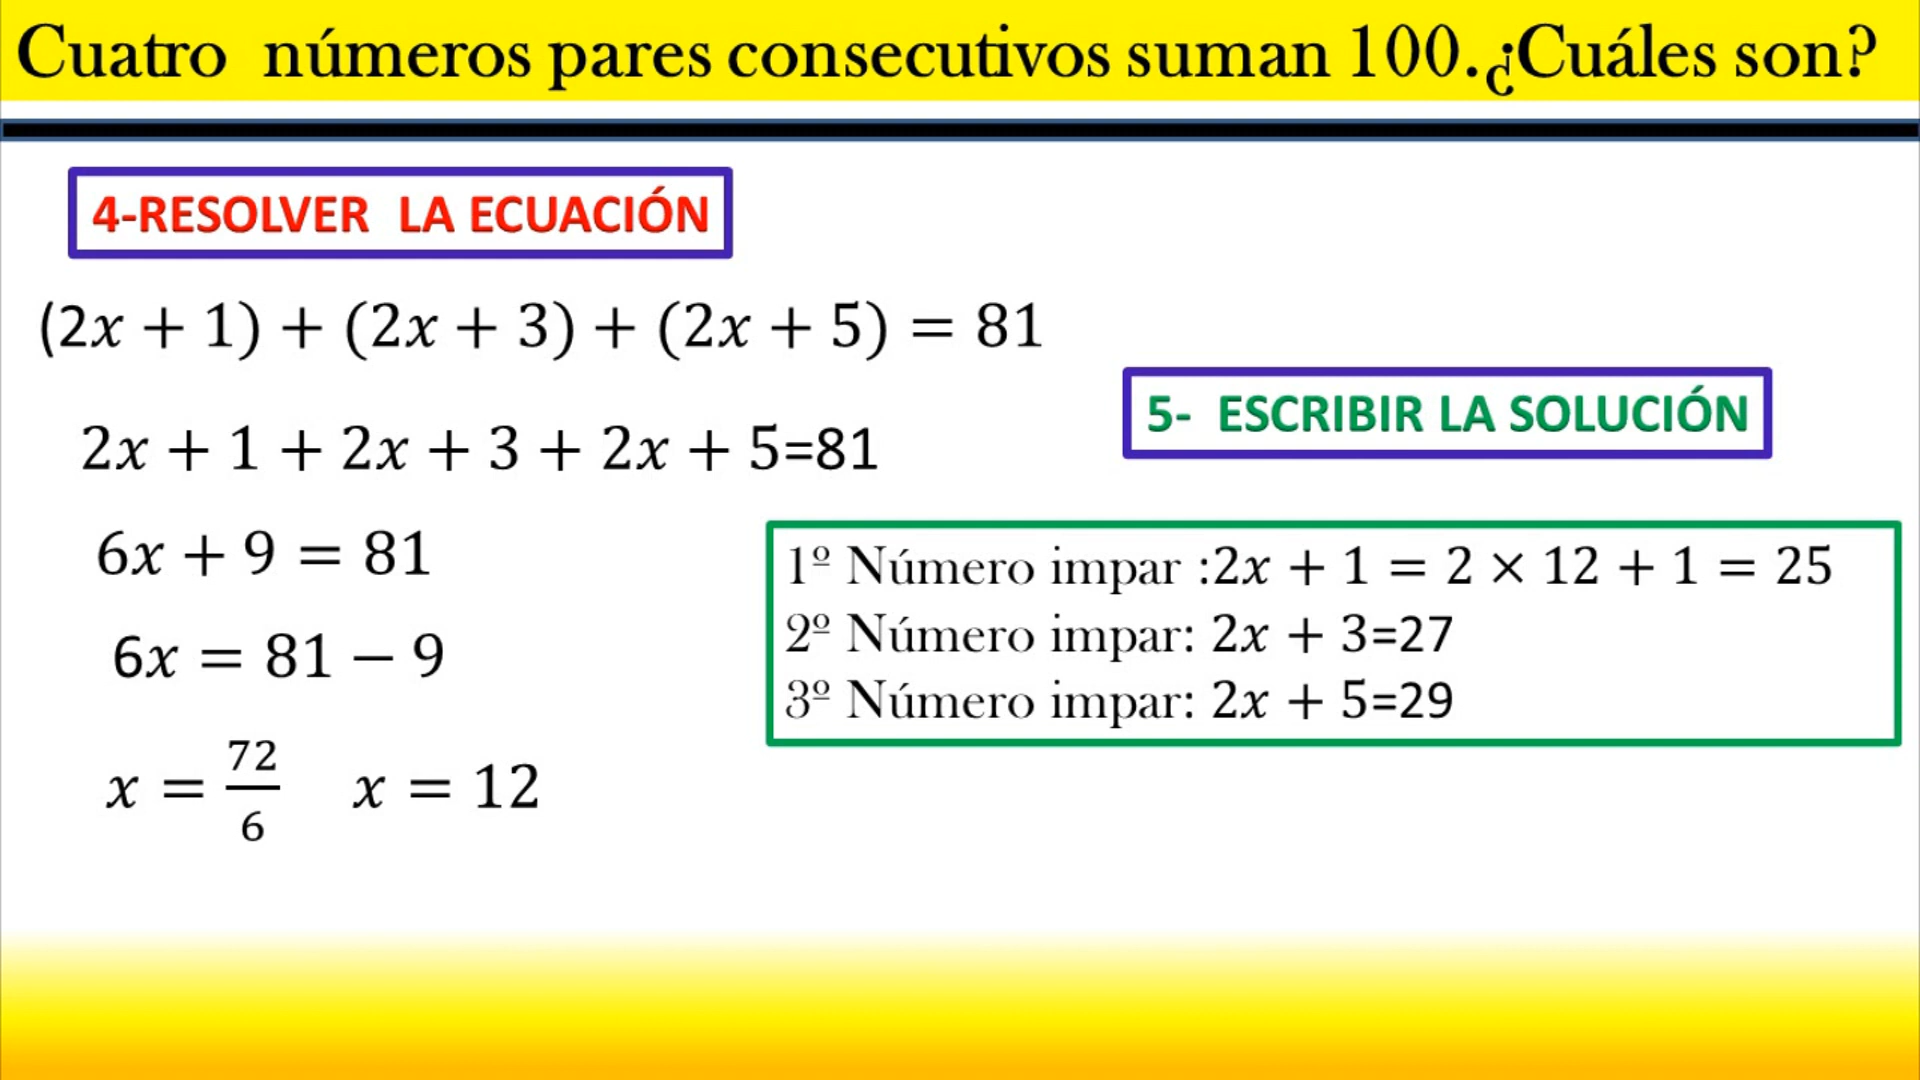 Cuatro números pares consecutivos suman 100.¿Cuáles son?
4-RESOLVER LA ECUACIÓN
(2x + 1) + (2x + 3) + (2x + 5) = 81
2x + 1 + 2x + 3 + 2x + 5=81
6x + 9 = 81
6x = 81 − 9
x = 72/6 x = 12
5- ESCRIBIR LA SOLUCIÓN
1º Número impar :2x + 1 = 2 × 12 + 1 = 25
2º Número impar: 2x + 3=27
3º Número impar: 2x + 5=29